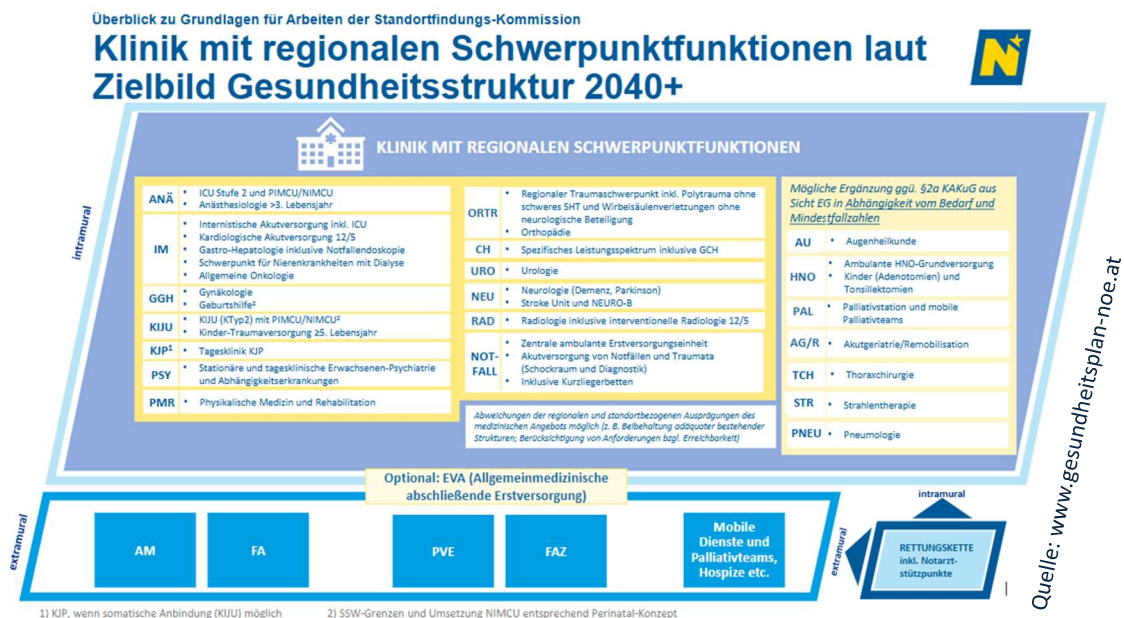 Überblick zu Grundlagen für Arbeiten der Standortfindungs-Kommission
Klinik mit regionalen Schwerpunktfunktionen laut
Zielbild Gesundheitsstruktur 2040+
N
KLINIK MIT REGIONALEN SCHWERPUNKTFUNKTIONEN
intramural
ANÄ
• ICU Stufe 2 und PIMCU/NIMCU
• Anästhesiologie >3. Lebensjahr
IM
• Internistische Akutversorgung inkl. ICU
• Kardiologische Akutversorgung 12/5
• Gastro-Hepatologie inklusive Notfallendoskopie
• Schwerpunkt für Nierenkrankheiten mit Dialyse
• Allgemeine Onkologie
GGH
• Gynäkologie
• Geburtshilfe²
KIJU
• KIJU (KTyp2) mit PIMCU/NIMCU²
• Kinder-Traumaversorgung ≥5. Lebensjahr
KJP¹
• Tagesklinik KJP
PSY
• Stationäre und tagesklinische Erwachsenen-Psychiatrie
und Abhängigkeitserkrankungen
PMR
• Physikalische Medizin und Rehabilitation
ORTR
• Regionaler Traumaschwerpunkt inkl. Polytrauma ohne
schweres SHT und Wirbelsäulenverletzungen ohne
neurologische Beteiligung
• Orthopädie
CH
• Spezifisches Leistungsspektrum inklusive GCH
URO
• Urologie
NEU
• Neurologie (Demenz, Parkinson)
• Stroke Unit und NEURO-B
RAD
• Radiologie inklusive interventionelle Radiologie 12/5
NOT-
FALL
• Zentrale ambulante Erstversorgungseinheit
• Akutversorgung von Notfällen und Traumata
(Schockraum und Diagnostik)
• Inklusive Kurzliegerbetten
Abweichungen der regionalen und standortbezogenen Ausprägungen des
medizinischen Angebots möglich (z. B. Beibehaltung adäquater bestehender
Strukturen; Berücksichtigung von Anforderungen bzgl. Erreichbarkeit)
Mögliche Ergänzung ggü. §2a KAKuG aus
Sicht EG in Abhängigkeit vom Bedarf und
Mindestfallzahlen
AU
• Augenheilkunde
HNO
• Ambulante HNO-Grundversorgung
• Kinder (Adenotomien) und
Tonsillektomien
PAL
• Palliativstation und mobile
Palliativteams
AG/R
• Akutgeriatrie/Remobilisation
TCH
• Thoraxchirurgie
STR
• Strahlentherapie
PNEU
• Pneumologie
Optional: EVA (Allgemeinmedizinische
abschließende Erstversorgung)
extramural
AM
FA
PVE
FAZ
Mobile
Dienste und
Palliativteams,
Hospize etc.
intramural
extramural
RETTUNGSKETTE
inkl. Notarzt-
stützpunkte
1) KJP, wenn somatische Anbindung (KIJU) möglich
2) SSW-Grenzen und Umsetzung NIMCU entsprechend Perinatal-Konzept
Quelle: www.gesundheitsplan-noe.at